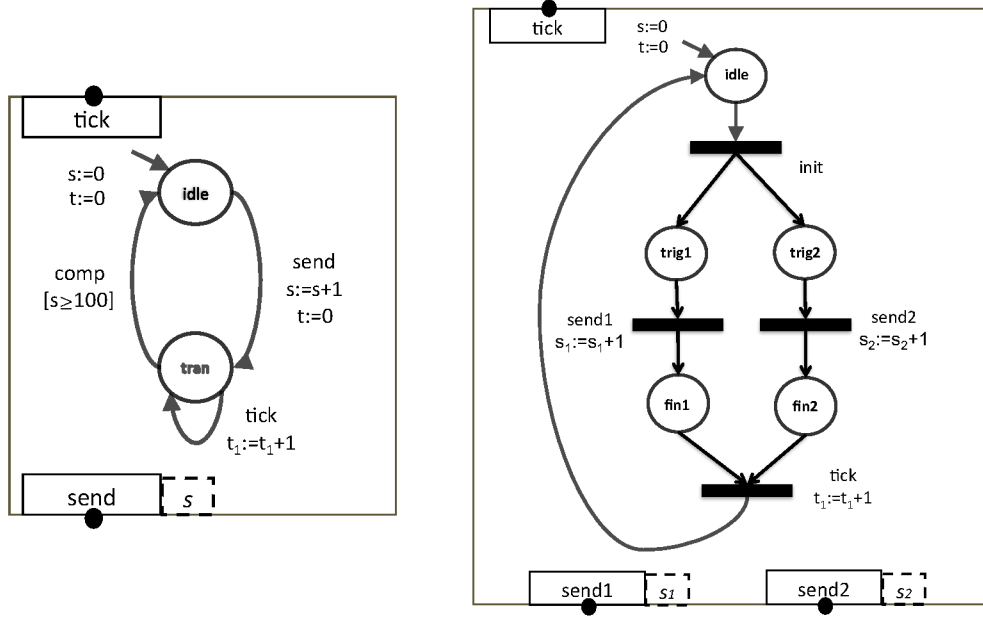 tick
s:=0
t:=0
idle
comp
[s≥100]
send
s:=s+1
t:=0
tran
tick
t₁:=t₁+1
send
s
tick
s:=0
t:=0
idle
init
trig1
trig2
send1
s₁:=s₁+1
send2
s₂:=s₂+1
fin1
fin2
tick
t₁:=t₁+1
send1
s1
send2
s2